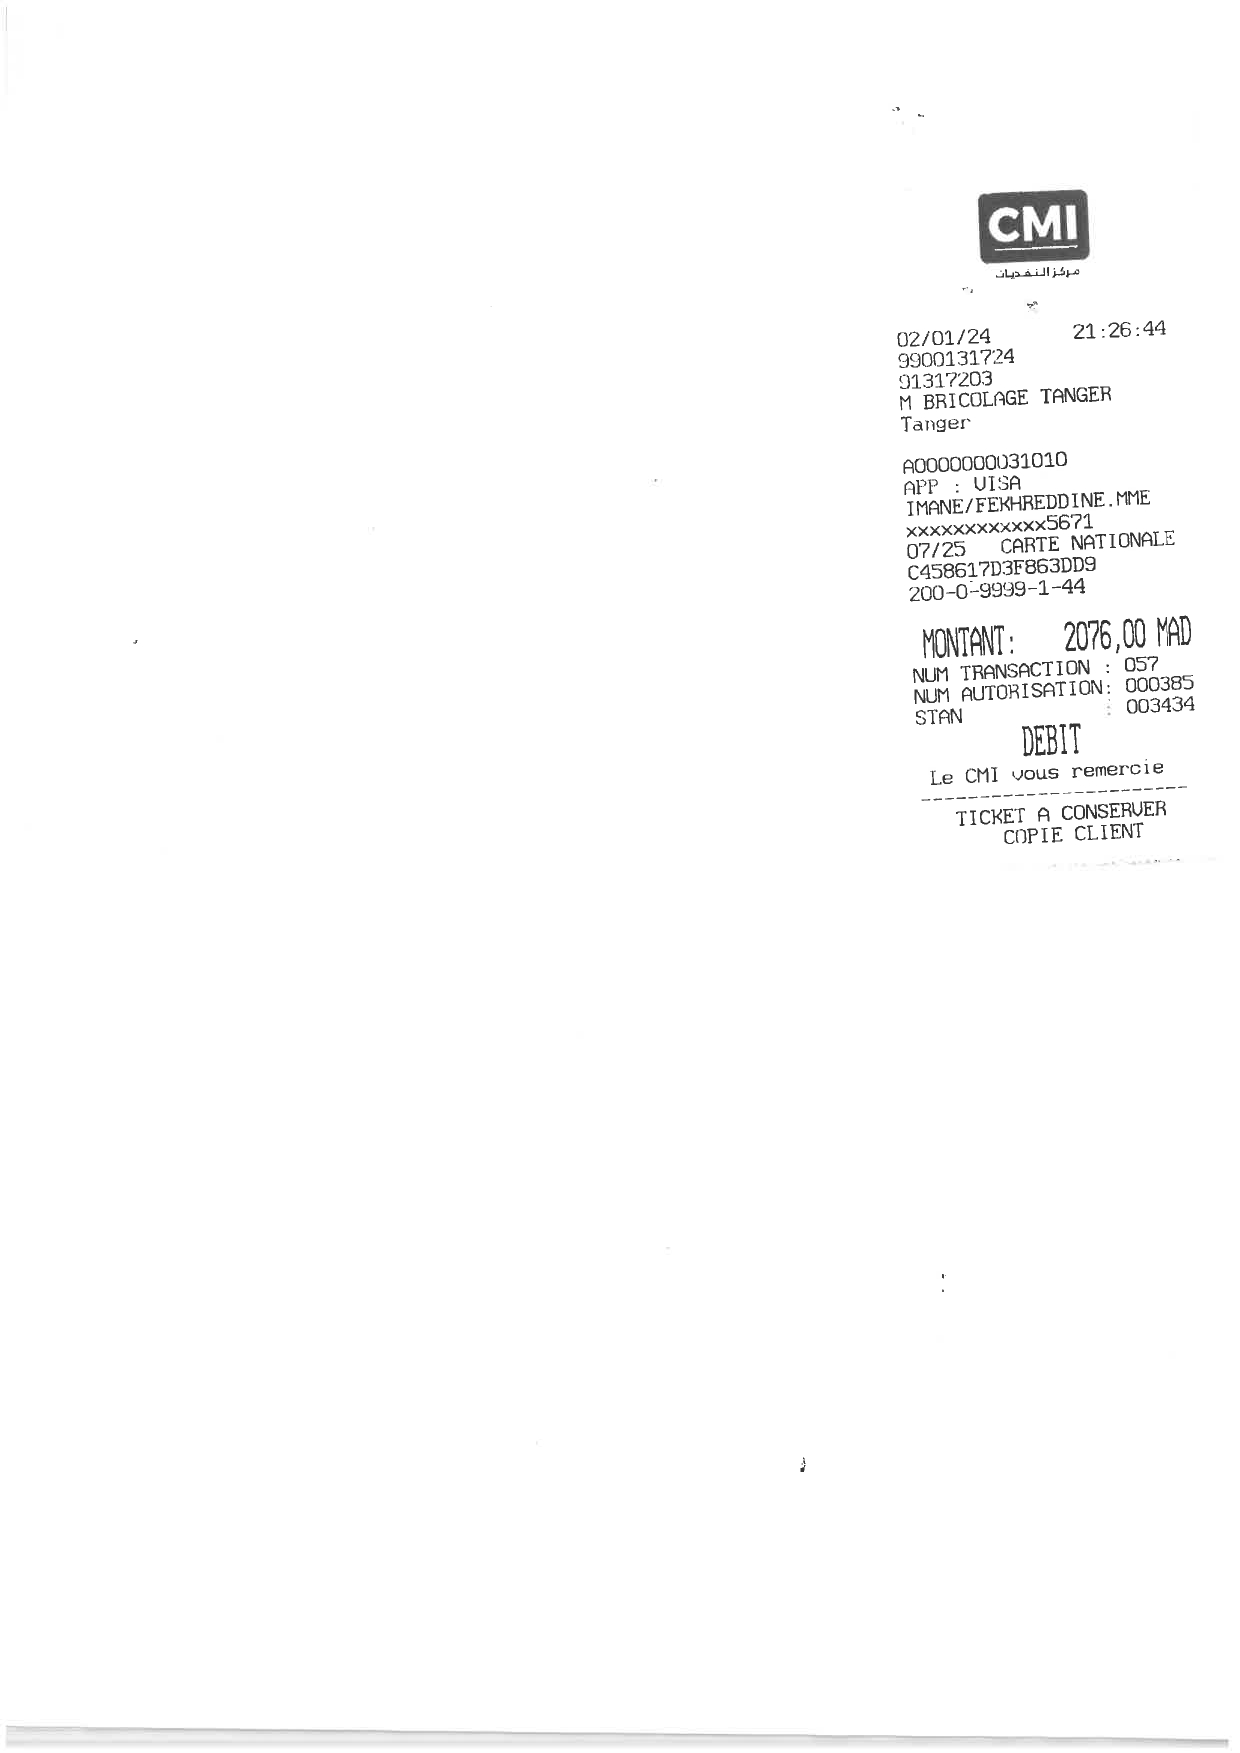 CMI
مركز النقديات
02/01/24 21:26:44
9900131724
91317203
M BRICOLAGE TANGER
Tanger
A0000000031010
APP : VISA
IMANE/FEKHREDDINE.MME
xxxxxxxxxxxx5671
07/25 CARTE NATIONALE
C458617D3F863DD9
200-0-9999-1-44
MONTANT: 2076,00 MAD
NUM TRANSACTION : 057
NUM AUTORISATION: 000385
STAN : 003434
DEBIT
Le CMI vous remercie
------------------------
TICKET A CONSERVER
COPIE CLIENT